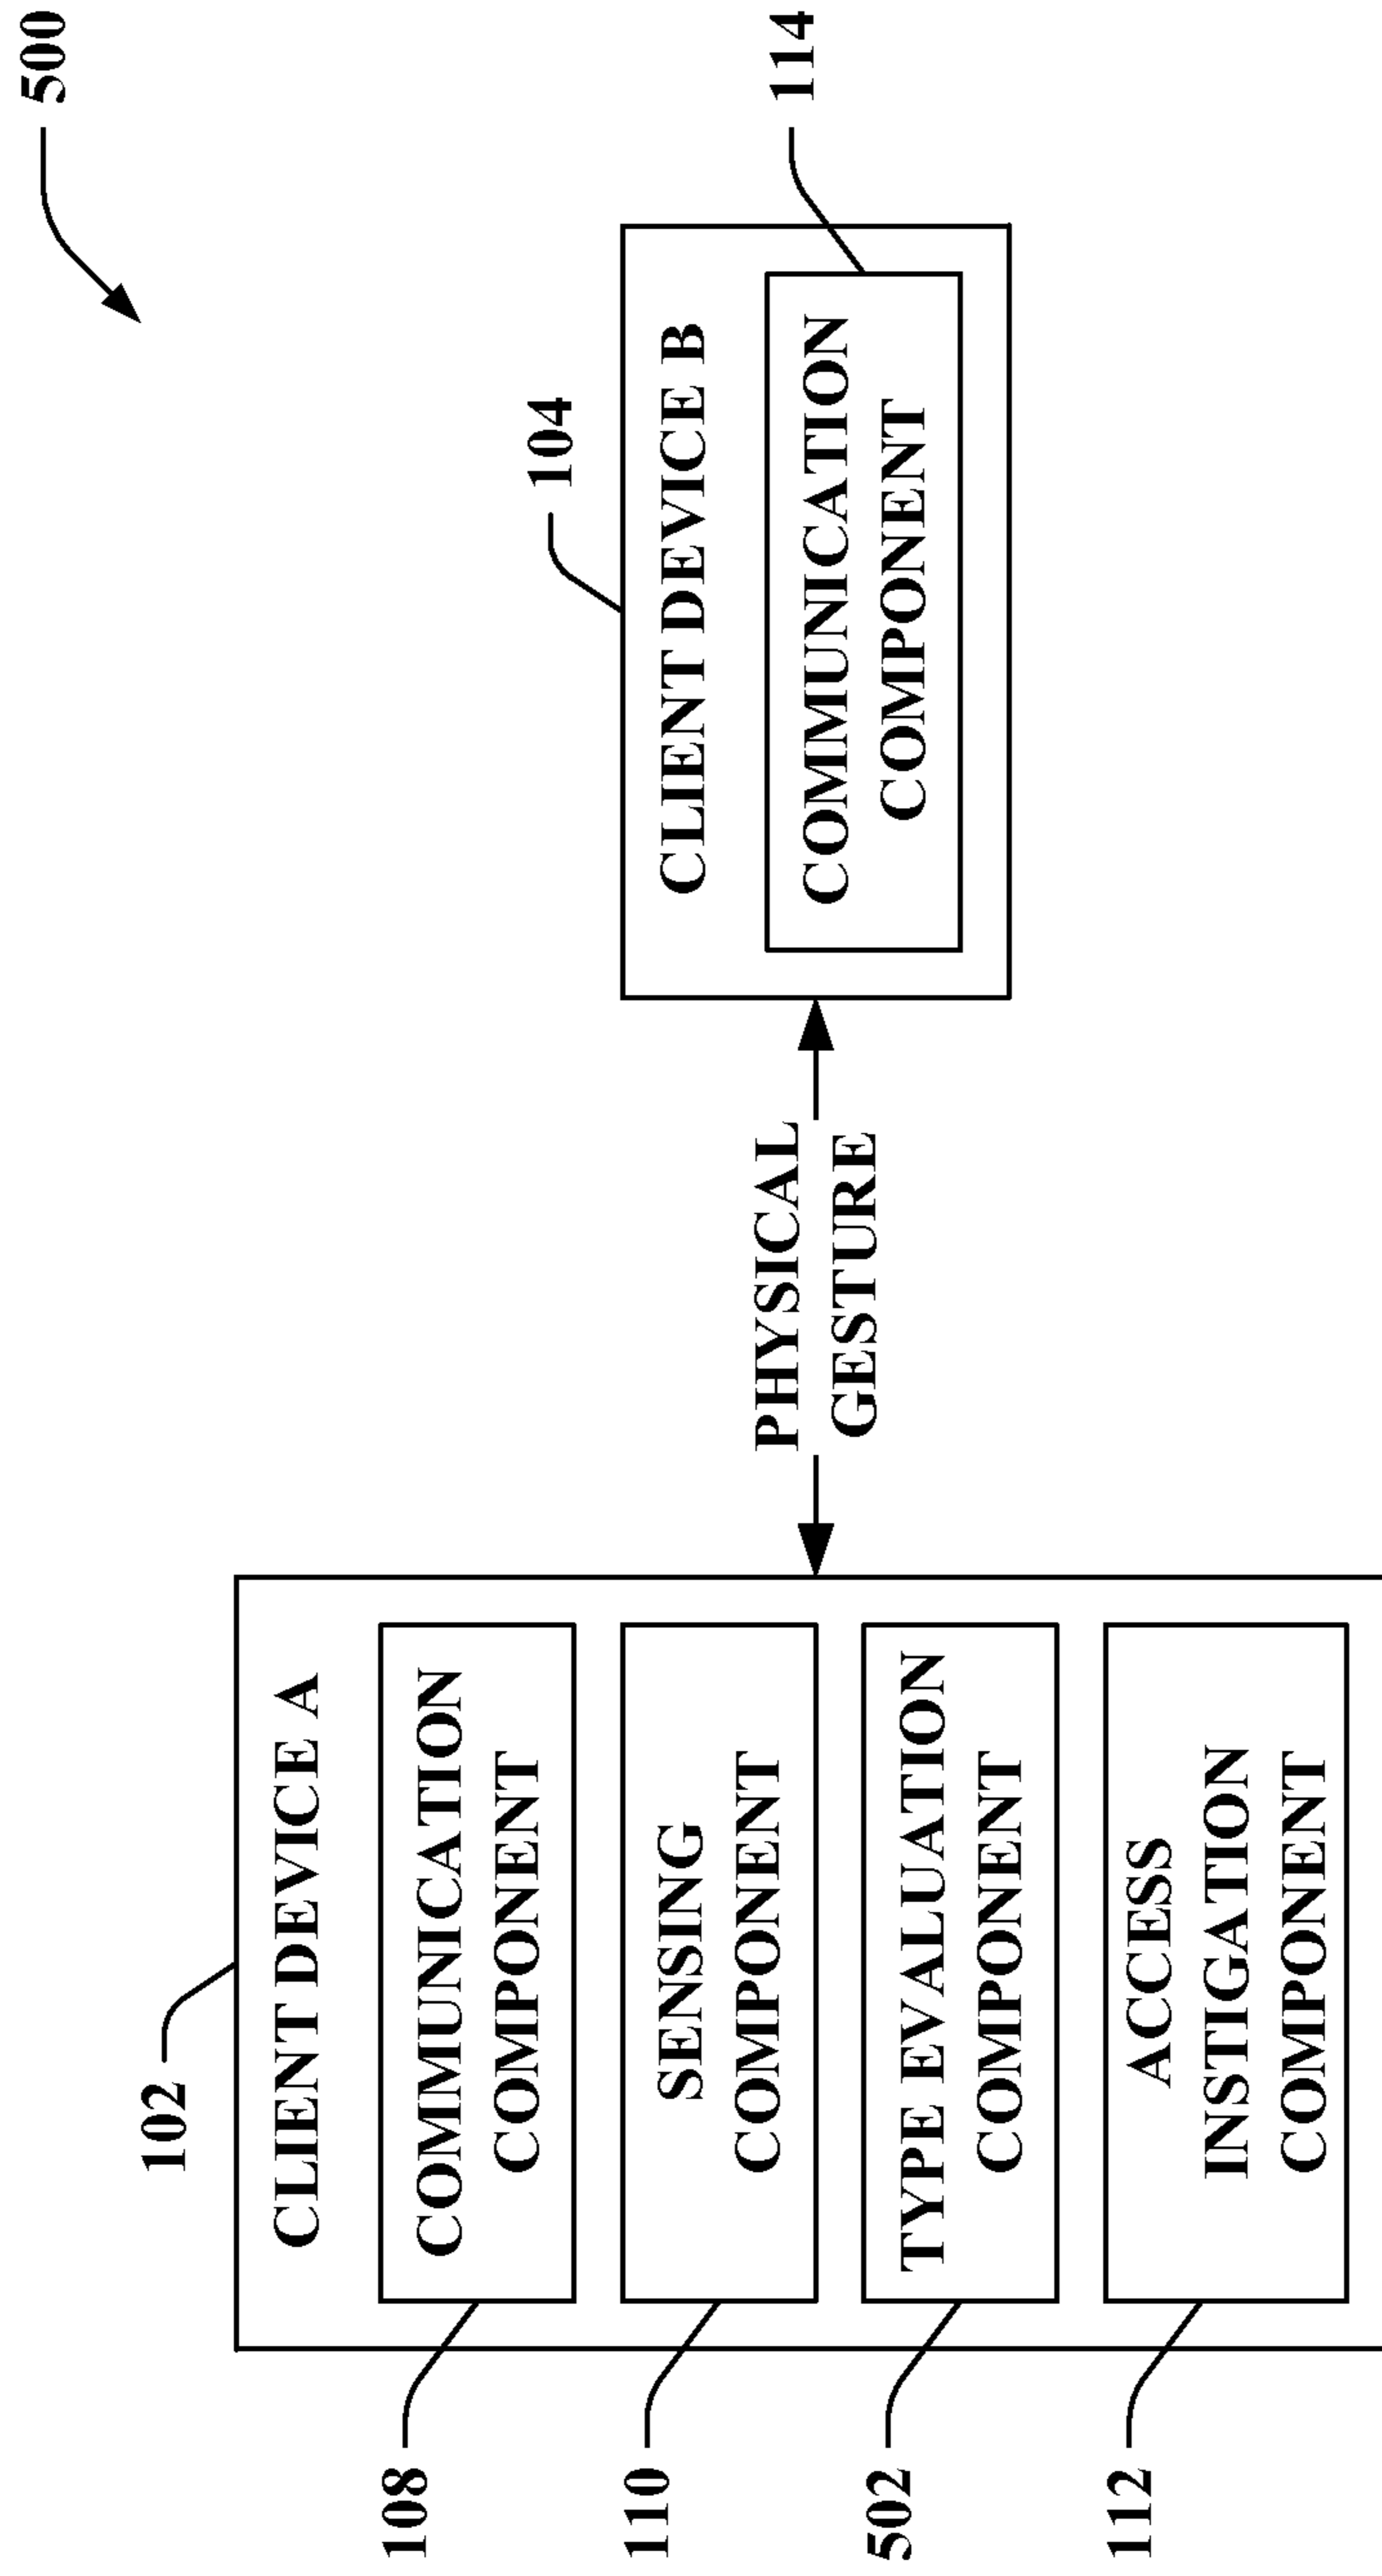 500
102
CLIENT DEVICE A
108
COMMUNICATION
COMPONENT
110
SENSING
COMPONENT
502
TYPE EVALUATION
COMPONENT
112
ACCESS
INSTIGATION
COMPONENT
PHYSICAL
GESTURE
104
CLIENT DEVICE B
114
COMMUNICATION
COMPONENT